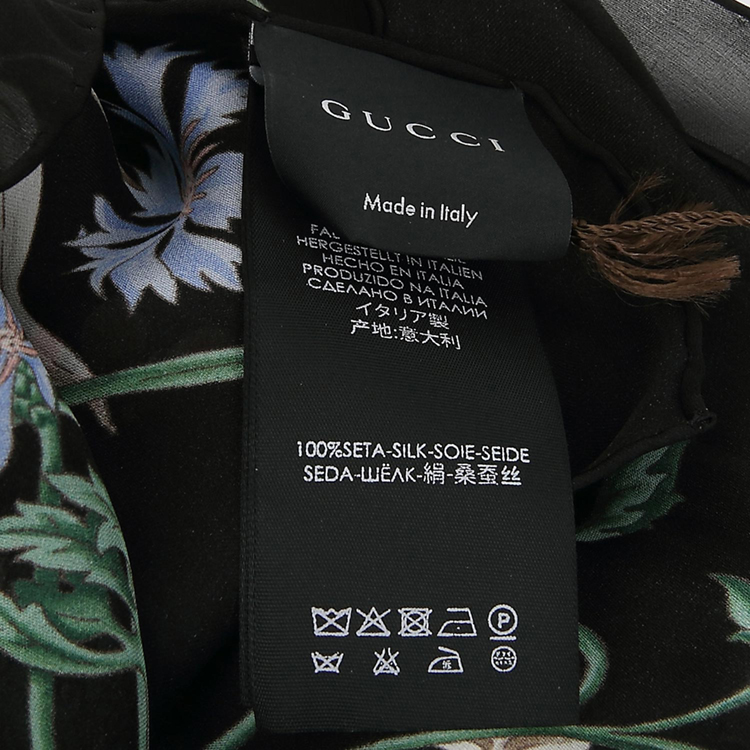 GUCCI
Made in Italy
HERGESTELLT IN ITALIEN
HECHO EN ITALIA
PRODUZIDO NA ITALIA
СДЕЛАНО В ИТАЛИИ
イタリア製
产地:意大利
100%SETA-SILK-SOIE-SEIDE
SEDA-ШЁЛК-絹-桑蚕丝
P